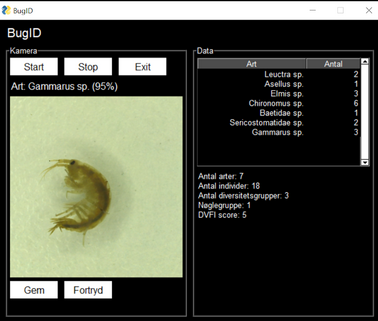 BugID
BugID
Kamera
Start Stop Exit
Art: Gammarus sp. (95%)
Gem Fortryd
Data
Art Antal
Leuctra sp. 2
Asellus sp. 1
Elmis sp. 3
Chironomus sp. 6
Baetidae sp. 1
Sericostomatidae sp. 2
Gammarus sp. 3
Antal arter: 7
Antal individer: 18
Antal diversitetsgrupper: 3
Nøglegruppe: 1
DVFI score: 5